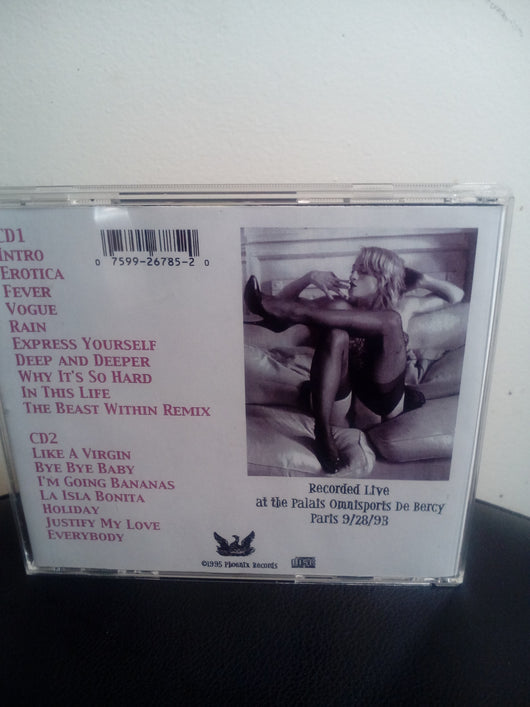 CD1
Intro
Erotica
Fever
Vogue
Rain
Express Yourself
Deep and Deeper
Why It's So Hard
In This Life
The Beast Within Remix
CD2
Like A Virgin
Bye Bye Baby
I'm Going Bananas
La Isla Bonita
Holiday
Justify My Love
Everybody
0 7599-26785-2 0
Recorded Live
at the Palais Omnisports De Bercy
Paris 9/28/93
©1995 Phoenix Records